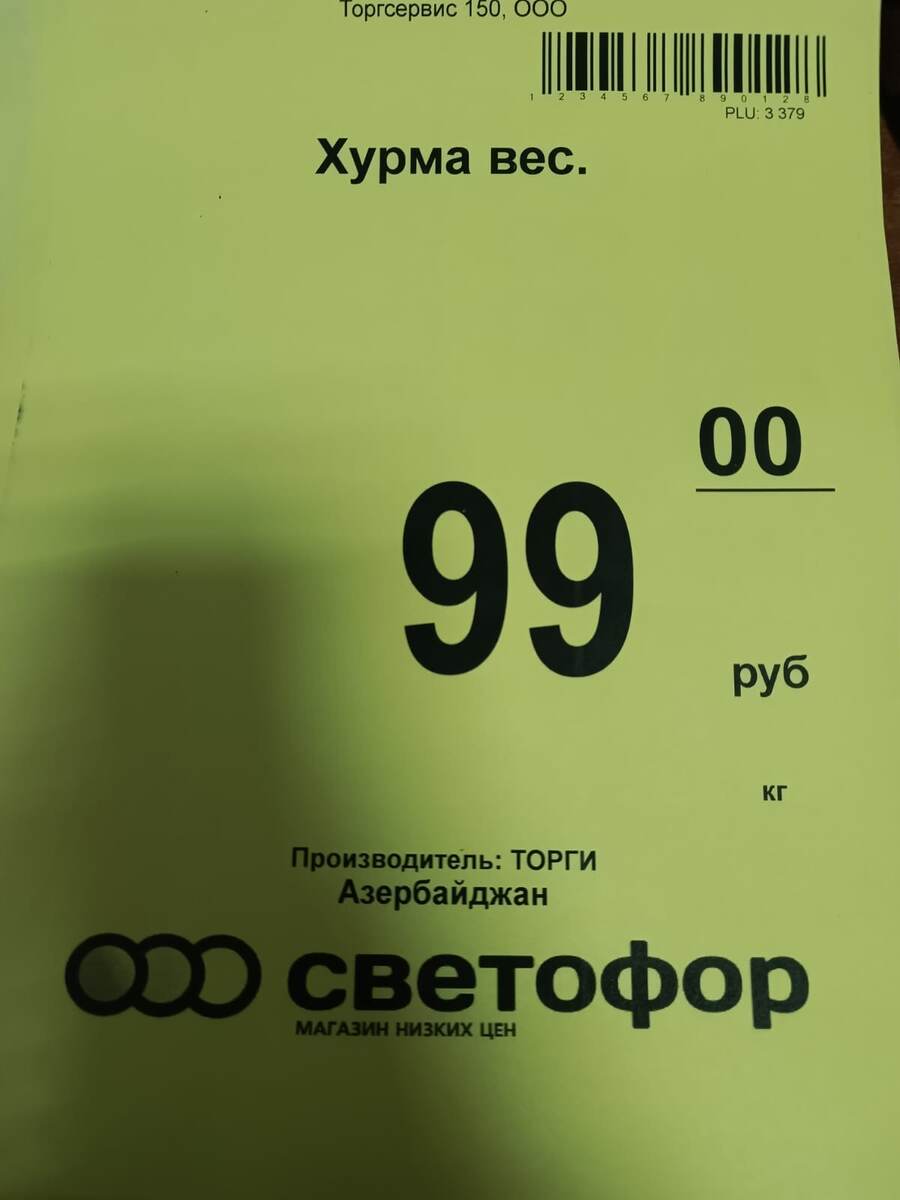 Торгсервис 150, ООО
1 2 3 4 5 6 7 8 9 0 1 2 8
PLU: 3 379
Хурма вес.
00
99
руб
кг
Производитель: ТОРГИ
Азербайджан
светофор
МАГАЗИН НИЗКИХ ЦЕН